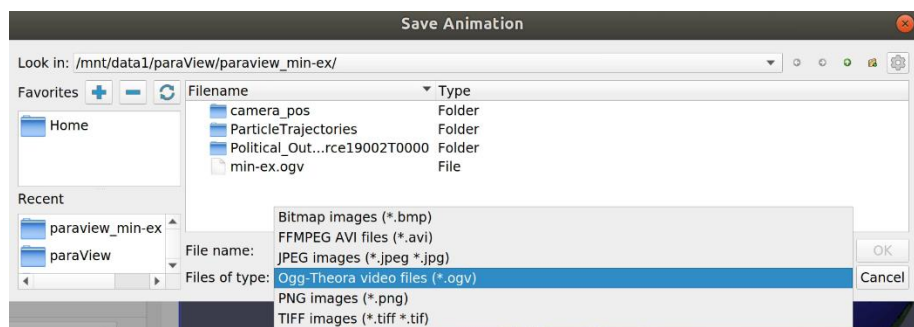 Save Animation
Look in: /mnt/data1/paraView/paraview_min-ex/
Favorites
Filename Type
Home
camera_pos Folder
ParticleTrajectories Folder
Political_Out...rce19002T0000 Folder
min-ex.ogv File
Recent
paraview_min-ex
paraView
Bitmap images (*.bmp)
FFMPEG AVI files (*.avi)
File name: JPEG images (*.jpeg *.jpg) OK
Files of type: Ogg-Theora video files (*.ogv) Cancel
PNG images (*.png)
TIFF images (*.tiff *.tif)